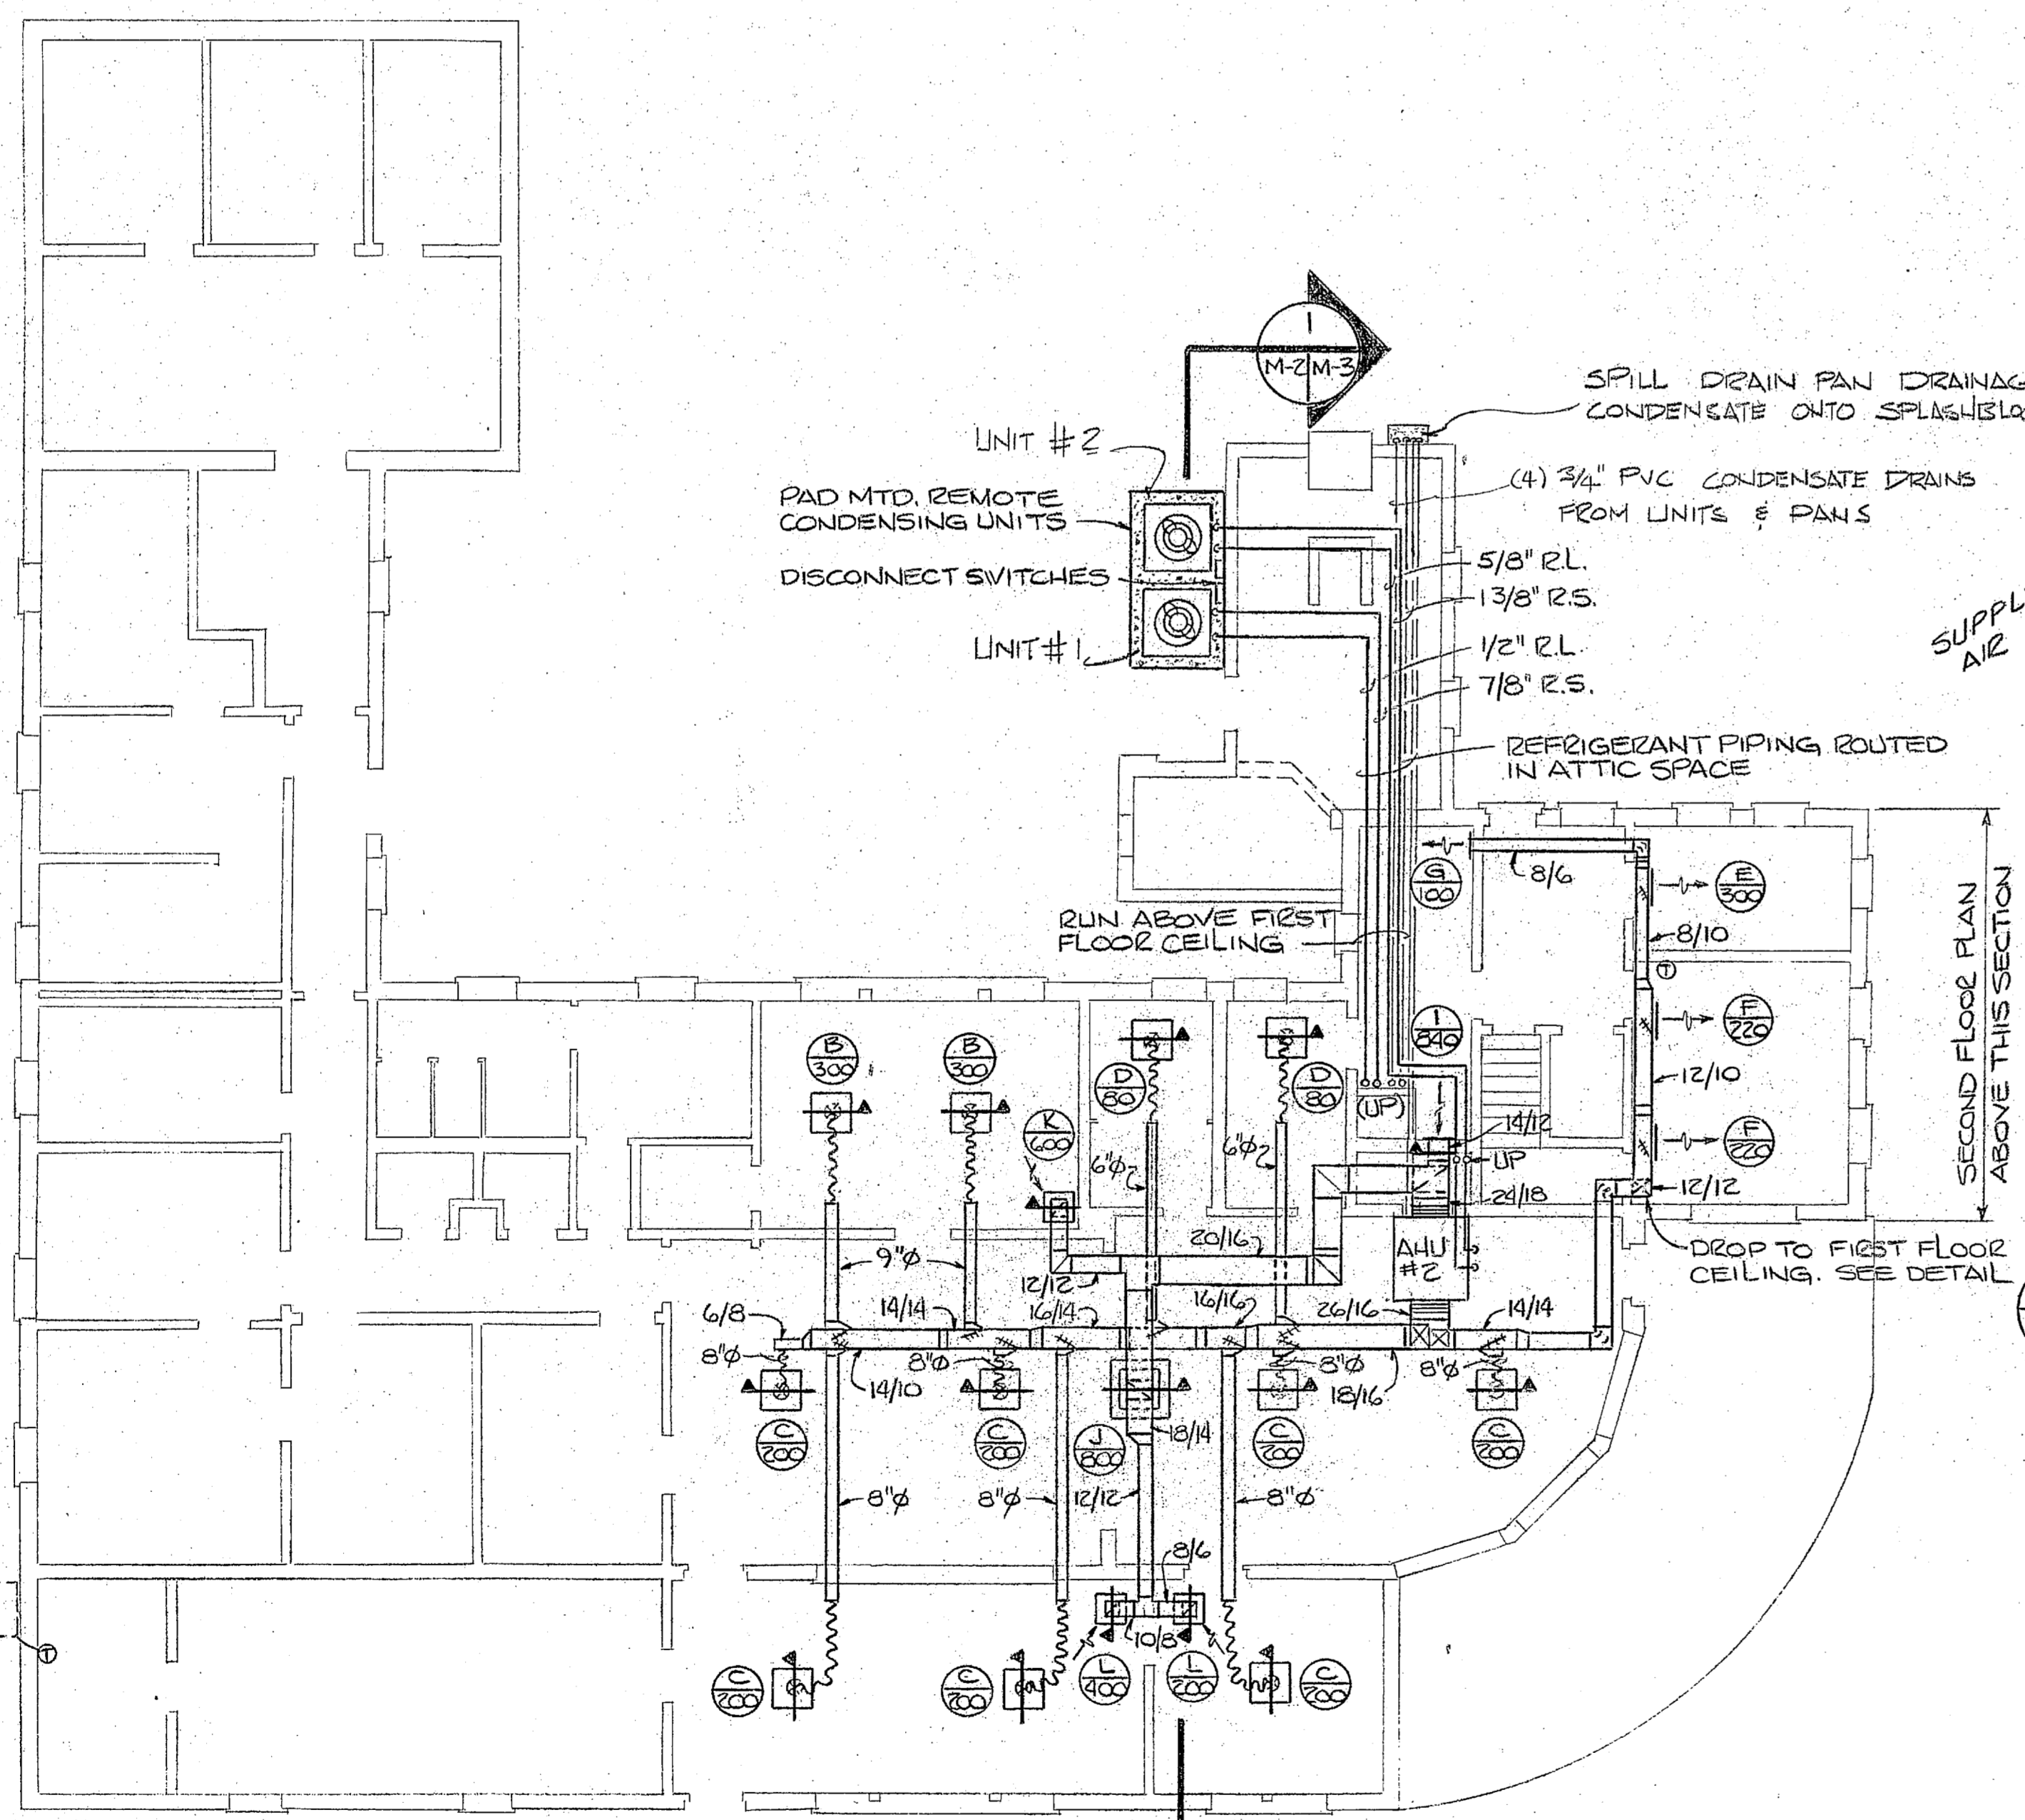 1
M-2 M-3
SPILL DRAIN PAN DRAINAG
CONDENSATE ONTO SPLASHBLO
UNIT #2
(4) 3/4" PVC CONDENSATE DRAINS
FROM UNITS & PANS
PAD MTD. REMOTE
CONDENSING UNITS
DISCONNECT SWITCHES
5/8" R.L.
1 3/8" R.S.
UNIT #1
1/2" R.L.
7/8" R.S.
SUPPL
AIR
REFRIGERANT PIPING ROUTED
IN ATTIC SPACE
G
100
8/6
E
300
RUN ABOVE FIRST
FLOOR CEILING
8/10
T
SECOND FLOOR PLAN
ABOVE THIS SECTION
B
300
B
300
D
80
D
80
I
840
F
220
12/10
(UP)
K
600
14/12
F
220
6"Ø
6"Ø
UP
24/18
12/12
9"Ø
20/16
AHU
#2
DROP TO FIRST FLOOR
CEILING. SEE DETAIL
12/12
6/8
14/14
16/14
16/16
26/16
14/14
8"Ø
14/10
8"Ø
8"Ø
18/16
8"Ø
C
200
C
200
J
800
18/14
C
200
C
200
8"Ø
8"Ø
12/12
8"Ø
8/6
10/8
T
C
200
C
200
L
400
L
200
C
200